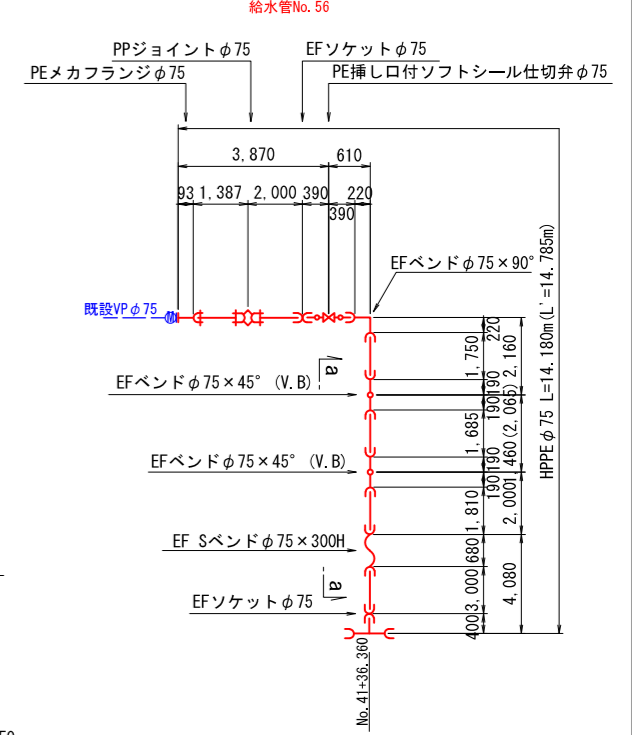 給水管No.56
PPジョイントφ75
EFソケットφ75
PEメカフランジφ75
PE挿し口付ソフトシール仕切弁φ75
3,870
610
93
1,387
2,000
390
220
390
EFベンドφ75×90°
既設VPφ75
HPPEφ75 L=14.180m(L'=14.785m)
220
1,750
2,160
a
EFベンドφ75×45° (V.B)
190
190
1,685
1,460(2,065)
EFベンドφ75×45° (V.B)
190
190
1,810
2,000
EF Sベンドφ75×300H
680
a
3,000
4,080
EFソケットφ75
400
No.41+36.360